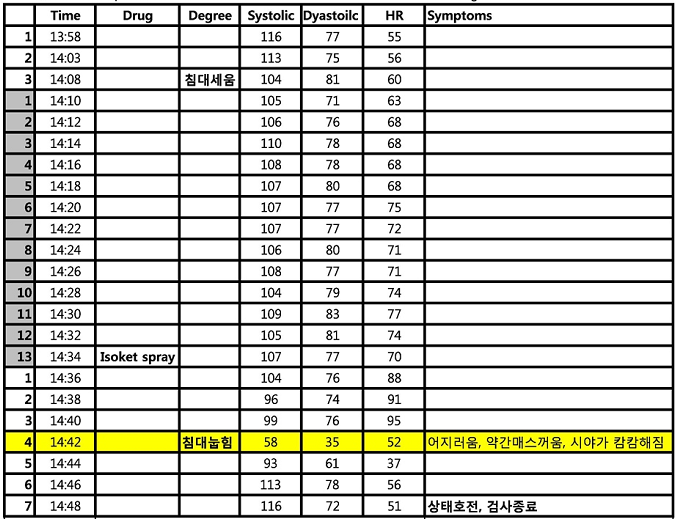 Time Drug Degree Systolic Dyastoilc HR Symptoms
1 13:58 116 77 55
2 14:03 113 75 56
3 14:08 침대세움 104 81 60
1 14:10 105 71 63
2 14:12 106 76 68
3 14:14 110 78 68
4 14:16 108 78 68
5 14:18 107 80 68
6 14:20 107 77 75
7 14:22 107 77 72
8 14:24 106 80 71
9 14:26 108 77 71
10 14:28 104 79 74
11 14:30 109 83 77
12 14:32 105 81 74
13 14:34 Isoket spray 107 77 70
1 14:36 104 76 88
2 14:38 96 74 91
3 14:40 99 76 95
4 14:42 침대눕힘 58 35 52 어지러움, 약간매스꺼움, 시야가 캄캄해짐
5 14:44 93 61 37
6 14:46 113 78 56
7 14:48 116 72 51 상태호전, 검사종료